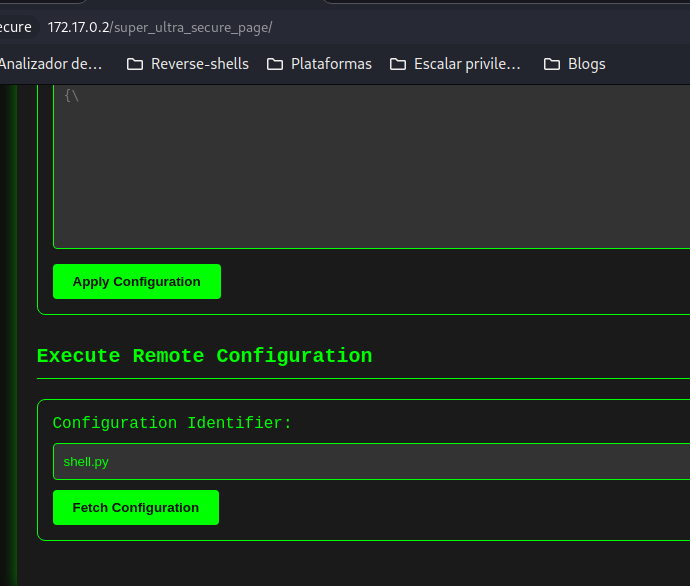 ecure 172.17.0.2/super_ultra_secure_page/
Analizador de… Reverse-shells Plataformas Escalar privile… Blogs
{\
Apply Configuration
Execute Remote Configuration
Configuration Identifier:
shell.py
Fetch Configuration